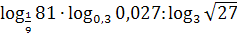 log_{1/9} 81 · log_{0,3} 0,027 : log_3 √27